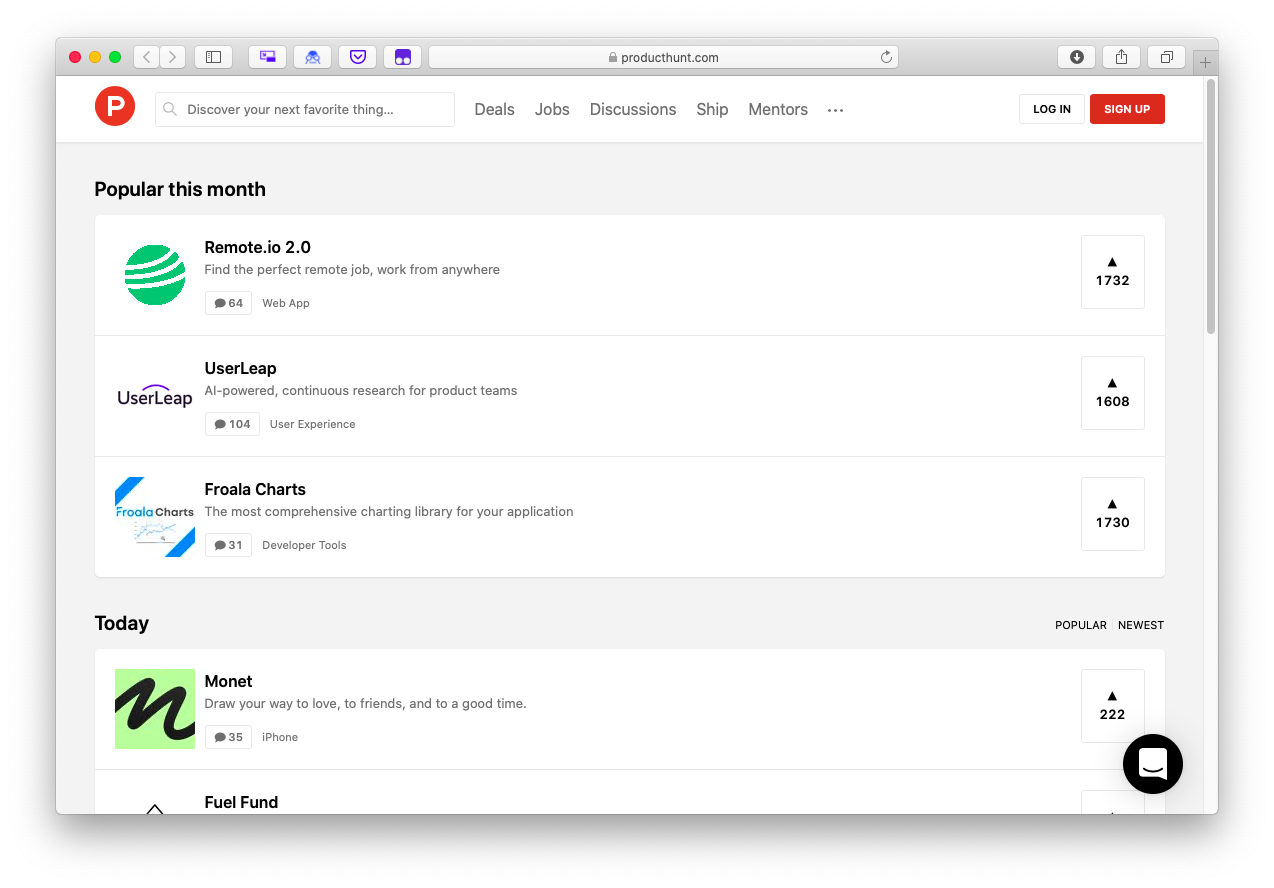 producthunt.com
P
Discover your next favorite thing...
Deals
Jobs
Discussions
Ship
Mentors
LOG IN
SIGN UP
Popular this month
Remote.io 2.0
Find the perfect remote job, work from anywhere
64
Web App
1732
UserLeap
UserLeap
AI-powered, continuous research for product teams
104
User Experience
1608
Froala Charts
Froala Charts
The most comprehensive charting library for your application
31
Developer Tools
1730
Today
POPULAR
NEWEST
Monet
Draw your way to love, to friends, and to a good time.
35
iPhone
222
Fuel Fund